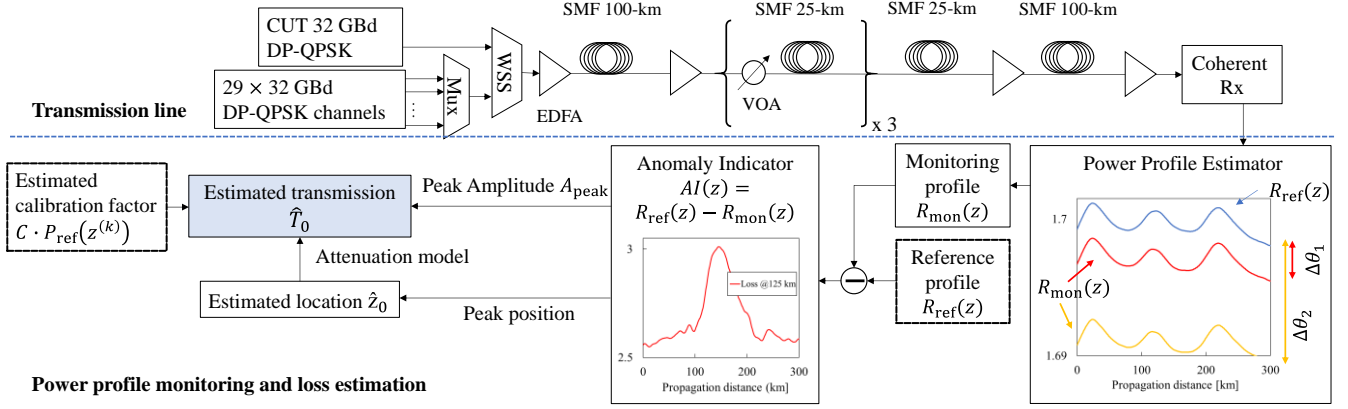 SMF 100-km
SMF 25-km
SMF 25-km
SMF 100-km
CUT 32 GBd
DP-QPSK
29 × 32 GBd
DP-QPSK channels
Mux
WSS
EDFA
VOA
x 3
Coherent
Rx
Transmission line
Estimated
calibration factor
C · P_ref(z^(k))
Estimated transmission
T̂₀
Attenuation model
Estimated location ẑ₀
Peak Amplitude A_peak
Peak position
Anomaly Indicator
AI(z) =
R_ref(z) − R_mon(z)
3
2.5
Loss @125 km
0 100 200 300
Propagation distance (km)
Monitoring
profile
R_mon(z)
Reference
profile
R_ref(z)
Power Profile Estimator
R_ref(z)
1.7
R_mon(z)
1.69
Δθ₁
Δθ₂
0 100 200 300
Propagation distance [km]
Power profile monitoring and loss estimation